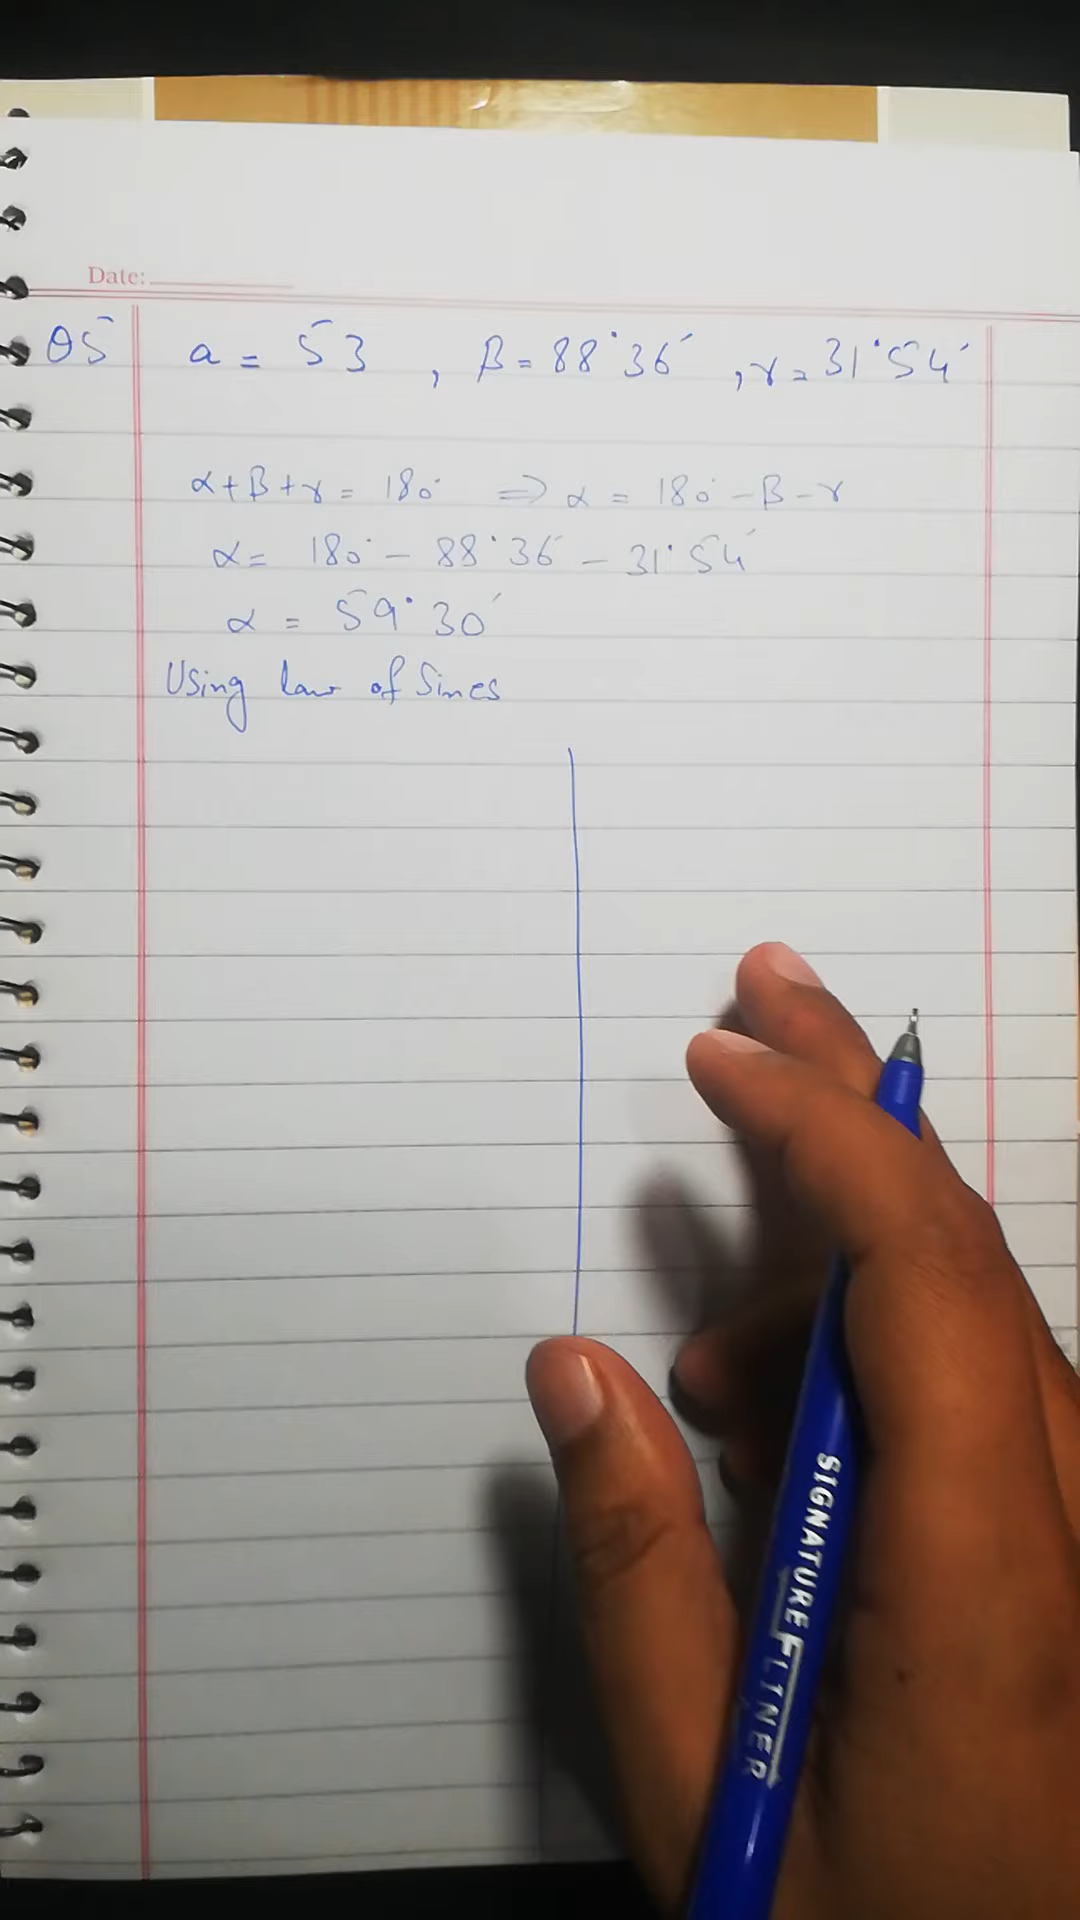 Date:
Q5 a = 53 , β = 88°36′ , γ = 31°54′
α + β + γ = 180° ⇒ α = 180° - β - γ
α = 180° - 88°36′ - 31°54′
α = 59°30′
Using law of Sines
SIGNATURE FLINER